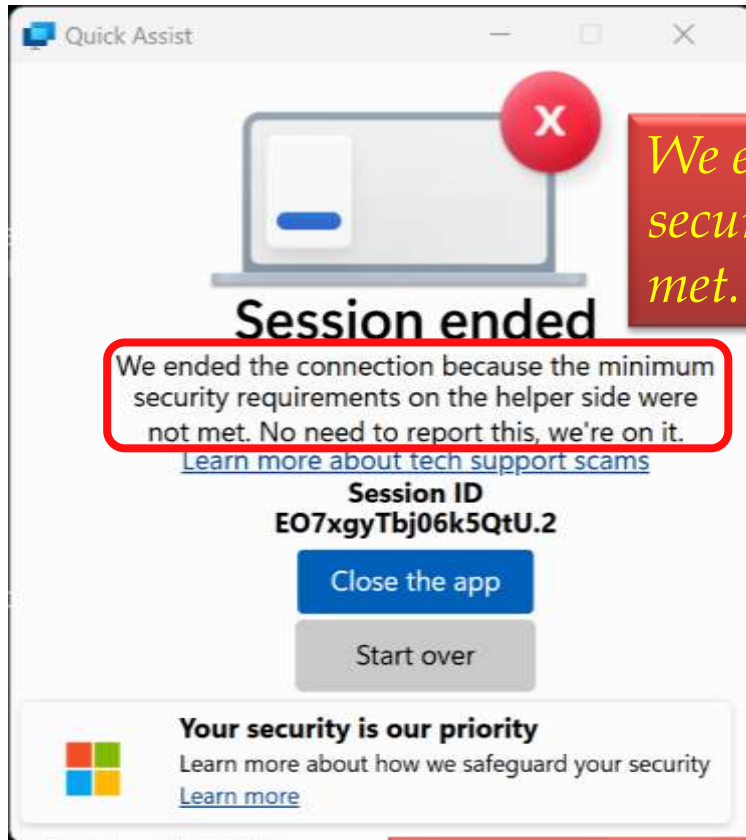 Quick Assist
X
We e
secur
met.
Session ended
We ended the connection because the minimum
security requirements on the helper side were
not met. No need to report this, we're on it.
Learn more about tech support scams
Session ID
EO7xgyTbj06k5QtU.2
Close the app
Start over
Your security is our priority
Learn more about how we safeguard your security
Learn more